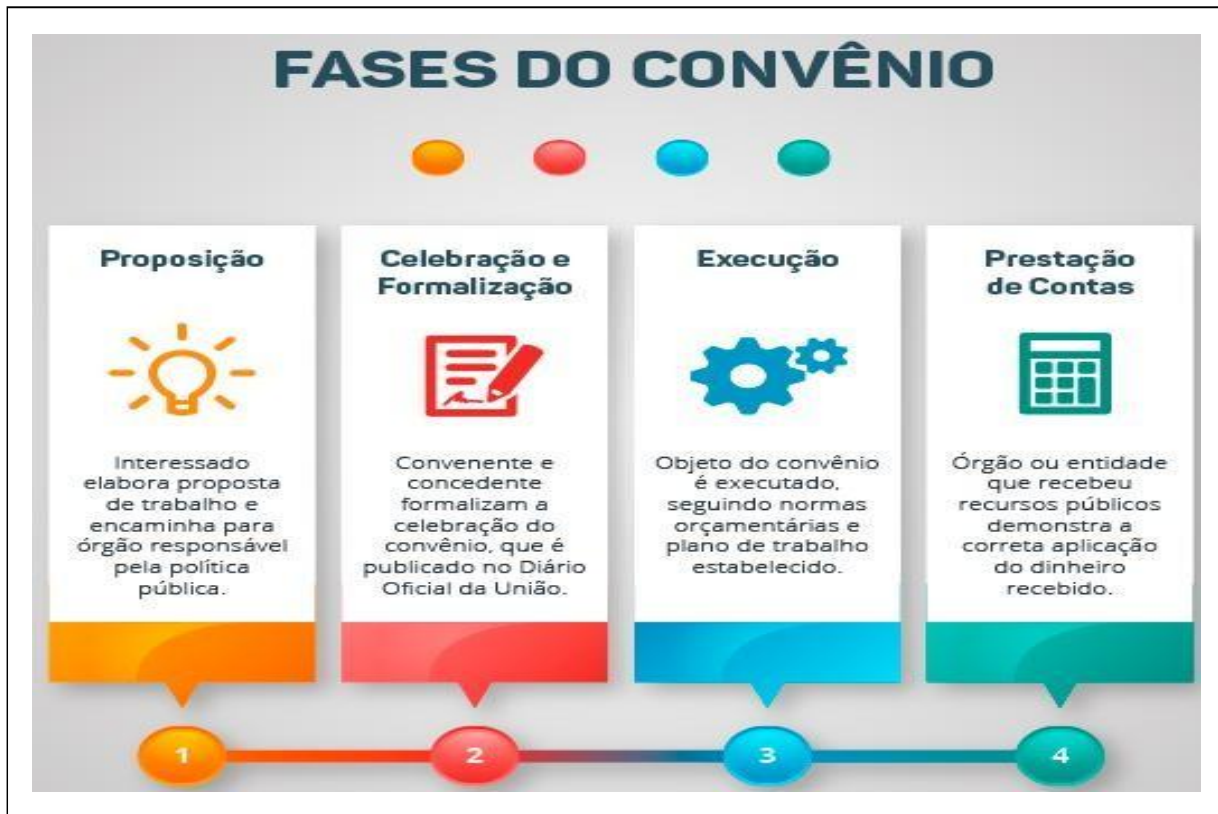 FASES DO CONVÊNIO
Proposição
Interessado
elabora proposta
de trabalho e
encaminha para
órgão responsável
pela política
pública.
Celebração e
Formalização
Convenente e
concedente
formalizam a
celebração do
convênio, que é
publicado no Diário
Oficial da União.
Execução
Objeto do convênio
é executado,
seguindo normas
orçamentárias e
plano de trabalho
estabelecido.
Prestação
de Contas
Órgão ou entidade
que recebeu
recursos públicos
demonstra a
correta aplicação
do dinheiro
recebido.
1
2
3
4